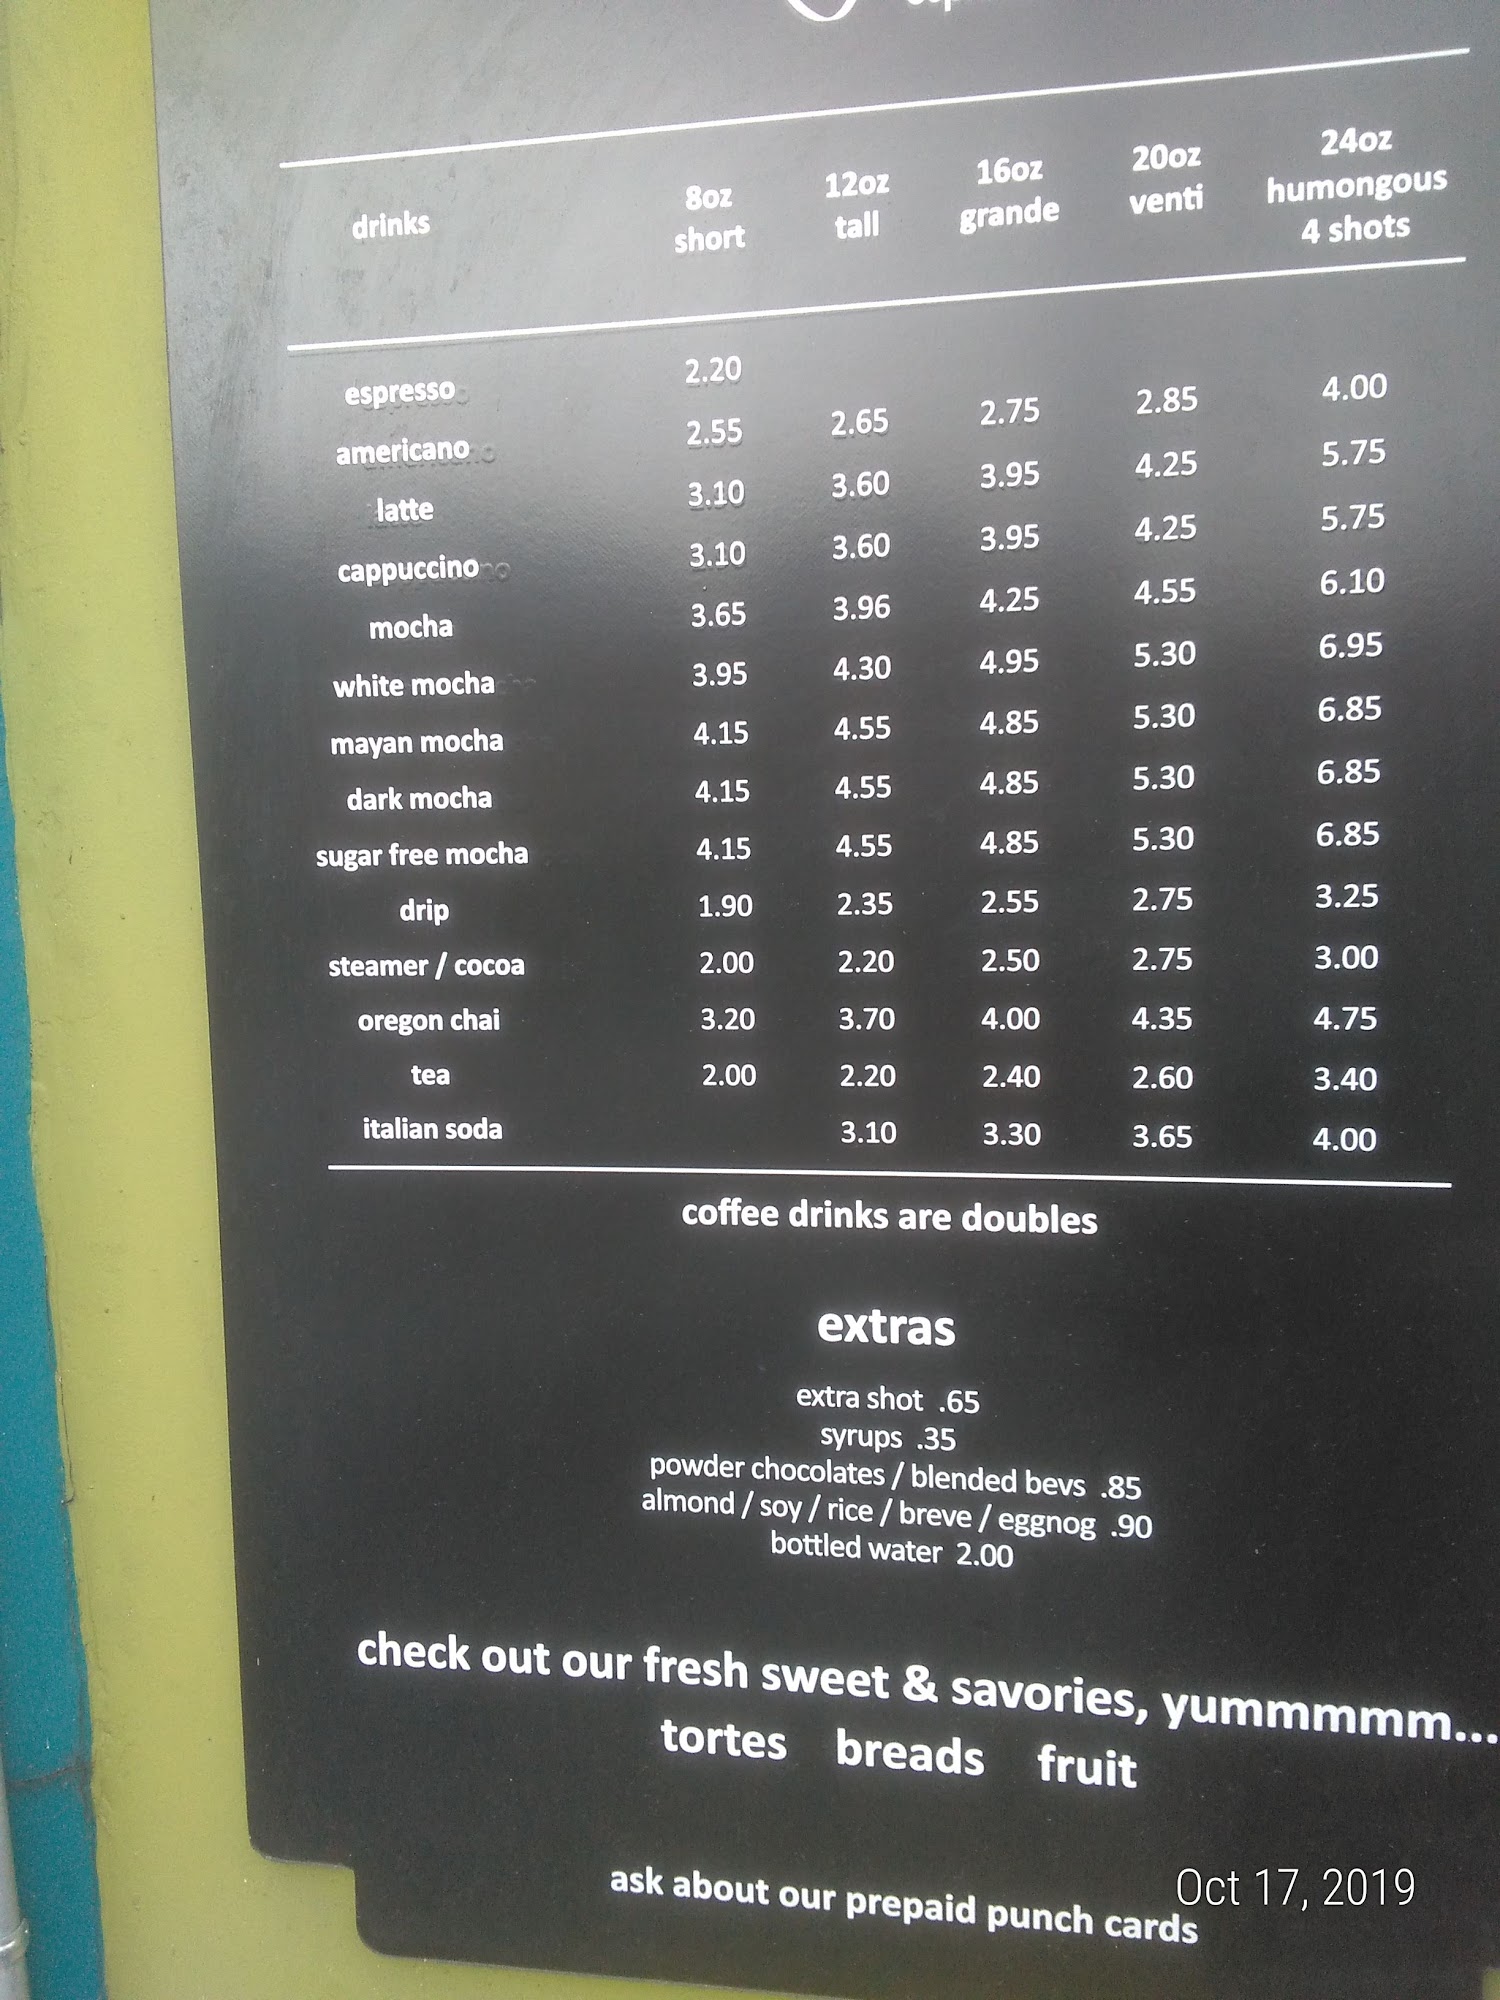 drinks 8oz short 12oz tall 16oz grande 20oz venti 24oz humongous 4 shots
espresso 2.20
americano 2.55 2.65 2.75 2.85 4.00
latte 3.10 3.60 3.95 4.25 5.75
cappuccino 3.10 3.60 3.95 4.25 5.75
mocha 3.65 3.96 4.25 4.55 6.10
white mocha 3.95 4.30 4.95 5.30 6.95
mayan mocha 4.15 4.55 4.85 5.30 6.85
dark mocha 4.15 4.55 4.85 5.30 6.85
sugar free mocha 4.15 4.55 4.85 5.30 6.85
drip 1.90 2.35 2.55 2.75 3.25
steamer / cocoa 2.00 2.20 2.50 2.75 3.00
oregon chai 3.20 3.70 4.00 4.35 4.75
tea 2.00 2.20 2.40 2.60 3.40
italian soda 3.10 3.30 3.65 4.00
coffee drinks are doubles
extras
extra shot .65
syrups .35
powder chocolates / blended bevs .85
almond / soy / rice / breve / eggnog .90
bottled water 2.00
check out our fresh sweet & savories, yummmmm...
tortes breads fruit
ask about our prepaid punch cards
Oct 17, 2019